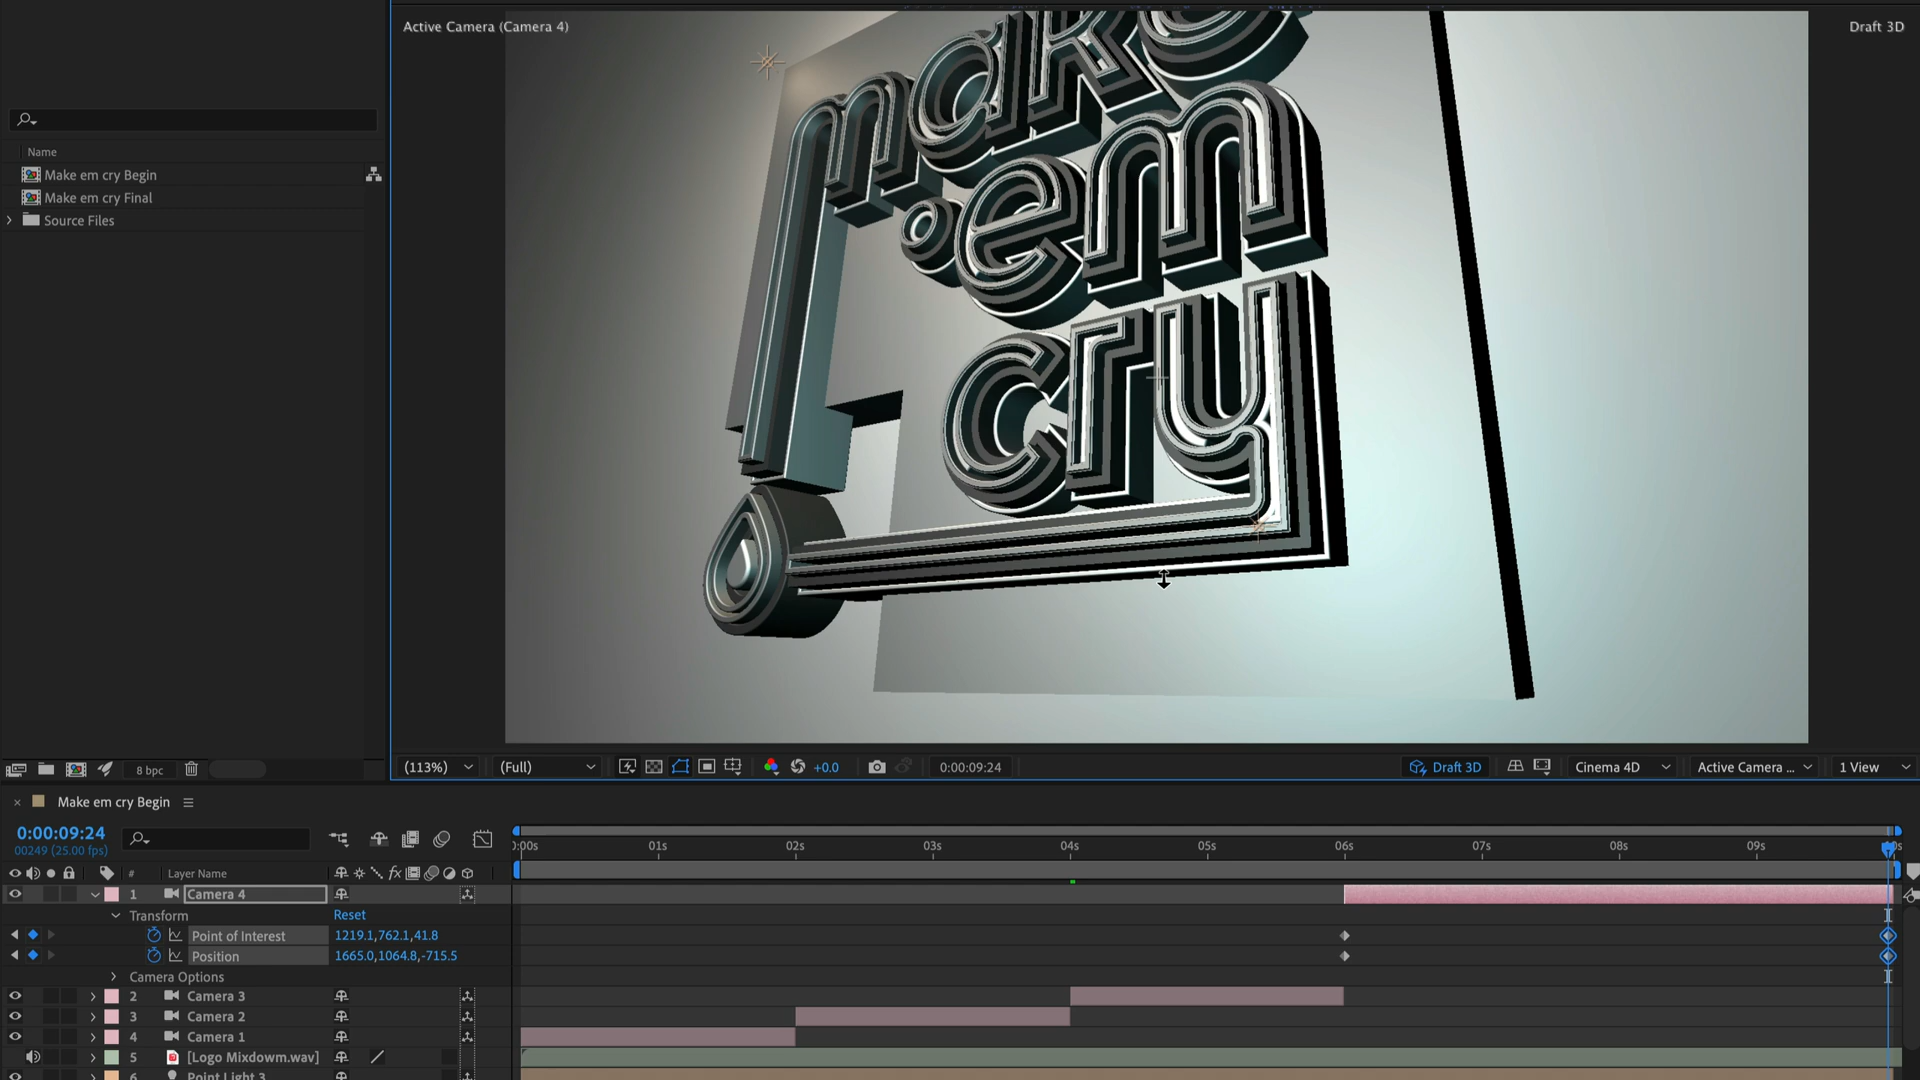 Active Camera (Camera 4)
Draft 3D
make
'em
cry
Name
Make em cry Begin
Make em cry Final
Source Files
8 bpc
(113%)
(Full)
+0.0
0:00:09:24
Draft 3D
Cinema 4D
Active Camera ...
1 View
Make em cry Begin
0:00:09:24
00249 (25.00 fps)
01s 02s 03s 04s 05s 06s 07s 08s 09s
# Layer Name fx
1 Camera 4
Transform Reset
Point of Interest 1219.1,762.1,41.8
Position 1665.0,1064.8,-715.5
Camera Options
2 Camera 3
3 Camera 2
4 Camera 1
5 [Logo Mixdowm.wav]
6 Point Light 3